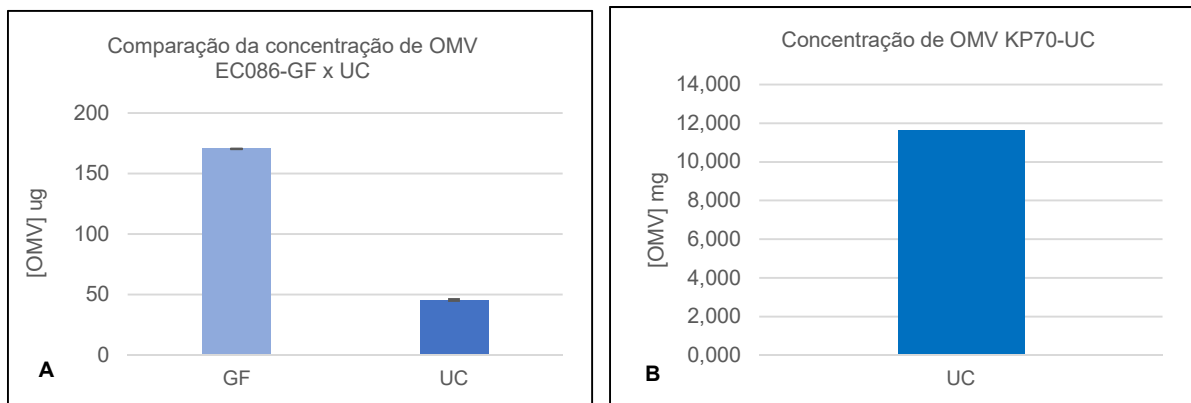 Comparação da concentração de OMV
EC086-GF x UC
200
150
100
50
0
[OMV] ug
GF
UC
A
Concentração de OMV KP70-UC
14,000
12,000
10,000
8,000
6,000
4,000
2,000
0,000
[OMV] mg
UC
B